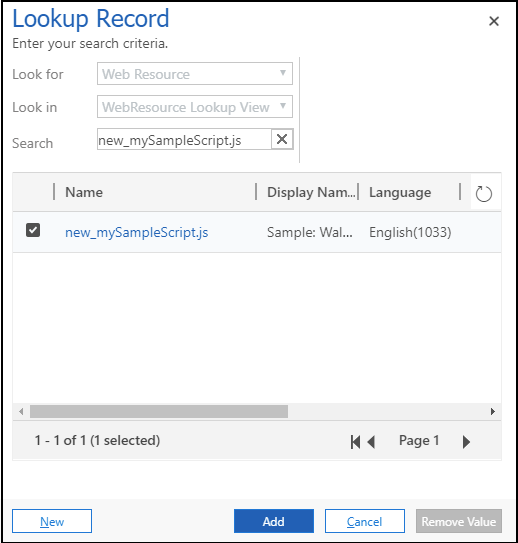 Lookup Record
Enter your search criteria.
Look for Web Resource
Look in WebResource Lookup View
Search new_mySampleScript.js
Name Display Nam... Language
new_mySampleScript.js Sample: Wal... English(1033)
1 - 1 of 1 (1 selected) Page 1
New Add Cancel Remove Value